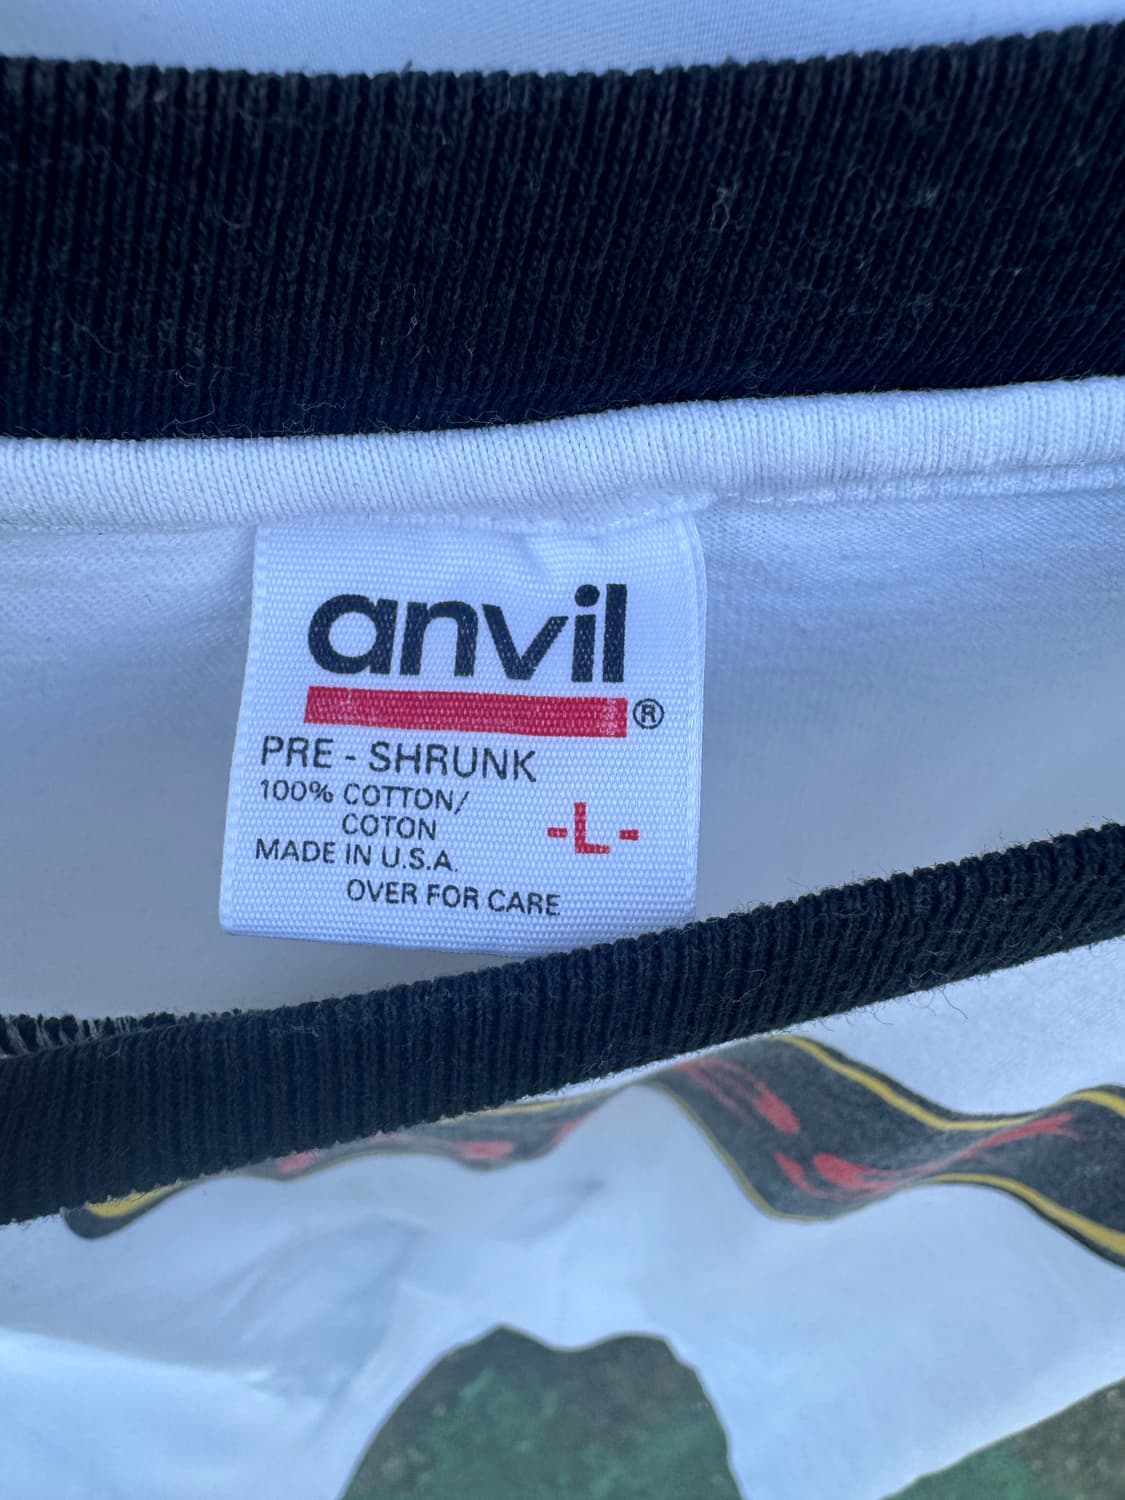 anvil
®
PRE - SHRUNK
100% COTTON/
COTON
-L-
MADE IN U.S.A.
OVER FOR CARE